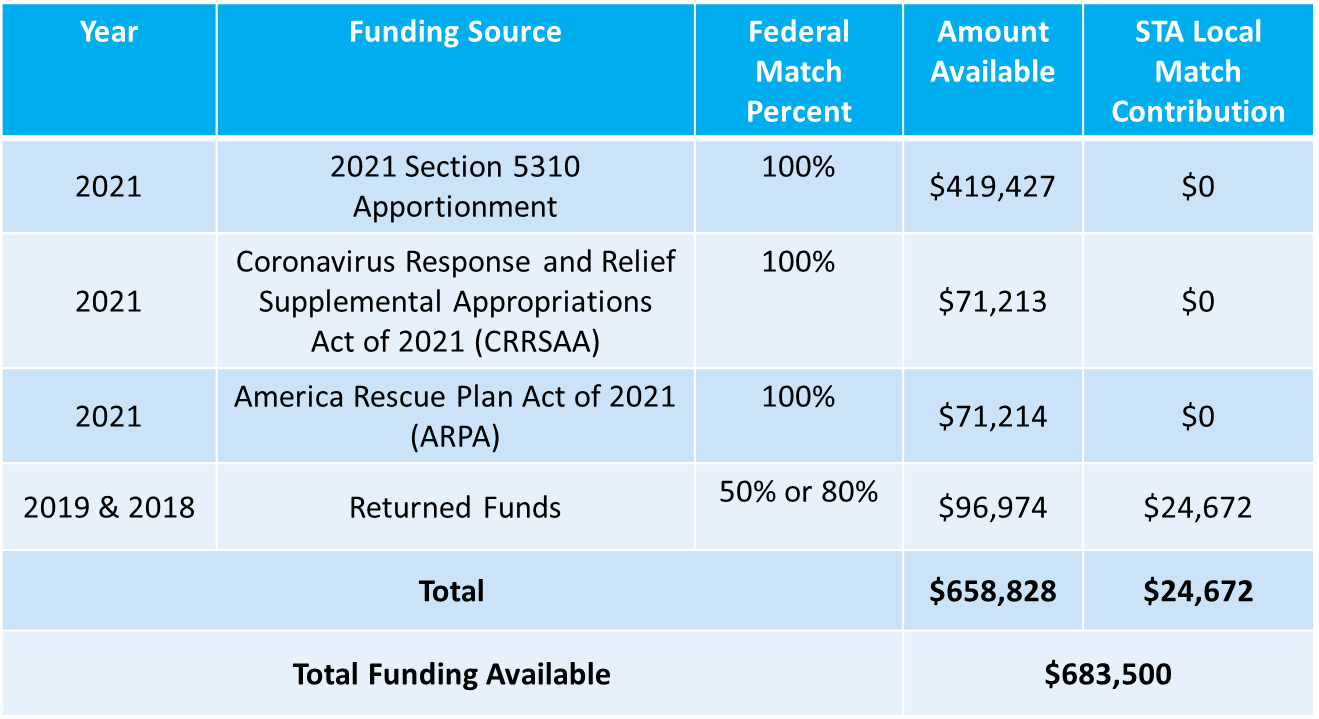 Year
Funding Source
Federal
Match
Percent
Amount
Available
STA Local
Match
Contribution
2021
2021 Section 5310
Apportionment
100%
$419,427
$0
2021
Coronavirus Response and Relief
Supplemental Appropriations
Act of 2021 (CRRSAA)
100%
$71,213
$0
2021
America Rescue Plan Act of 2021
(ARPA)
100%
$71,214
$0
2019 & 2018
Returned Funds
50% or 80%
$96,974
$24,672
Total
$658,828
$24,672
Total Funding Available
$683,500